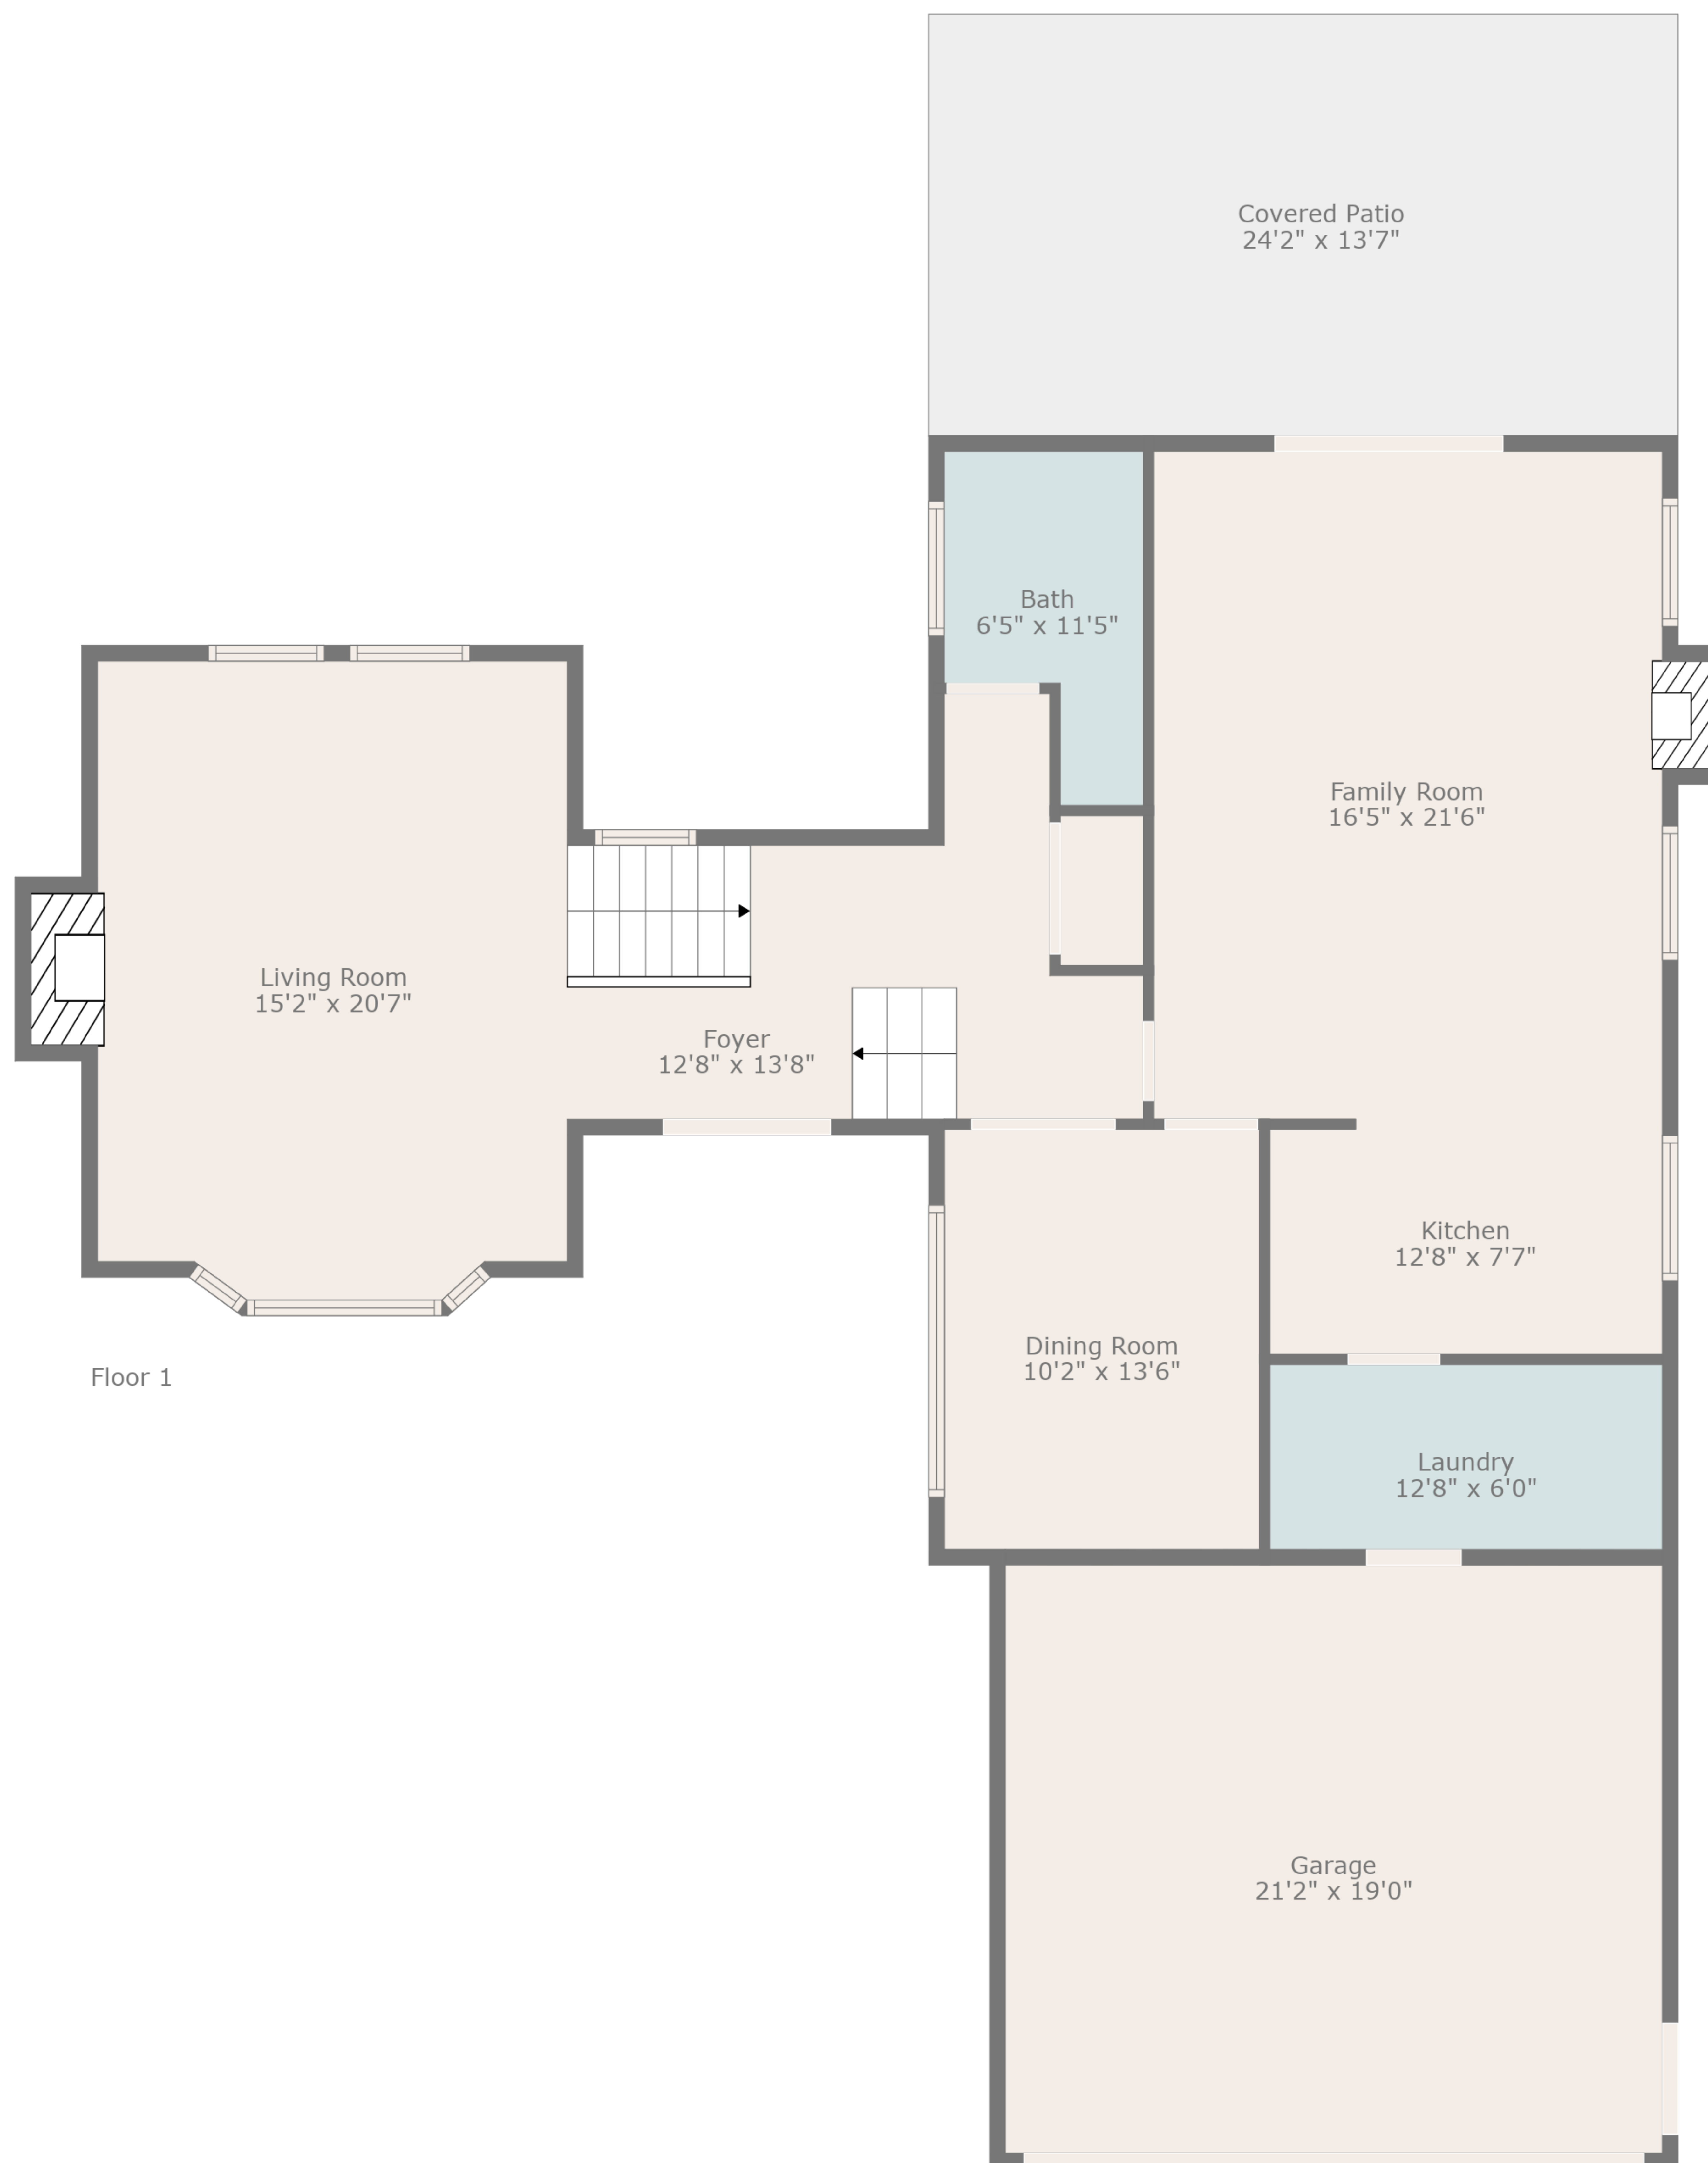 Covered Patio
24'2" x 13'7"
Bath
6'5" x 11'5"
Family Room
16'5" x 21'6"
Living Room
15'2" x 20'7"
Foyer
12'8" x 13'8"
Kitchen
12'8" x 7'7"
Dining Room
10'2" x 13'6"
Floor 1
Laundry
12'8" x 6'0"
Garage
21'2" x 19'0"